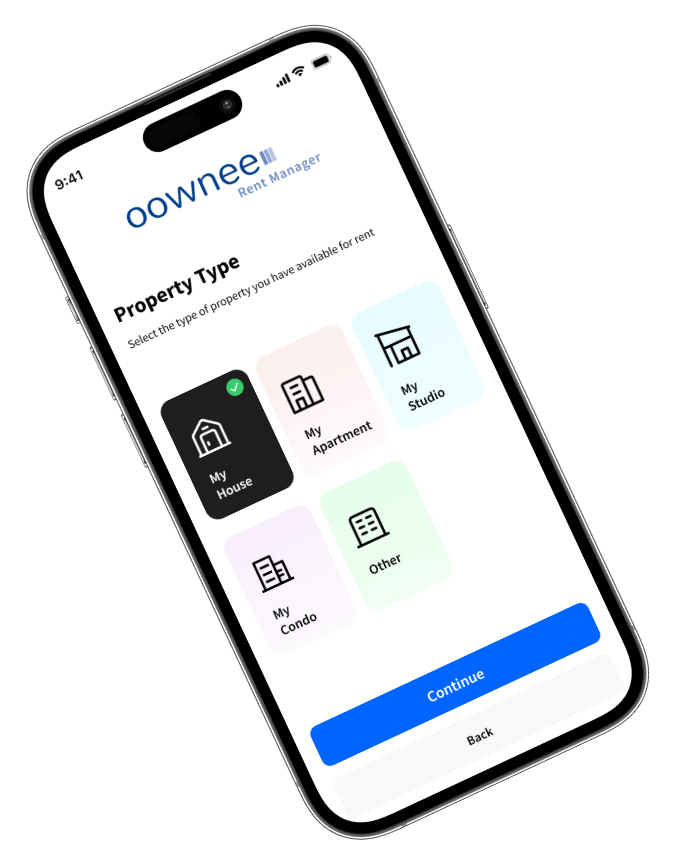 9:41
oownee
Rent Manager
Property Type
Select the type of property you have available for rent
My
House
My
Apartment
My
Studio
My
Condo
Other
Continue
Back